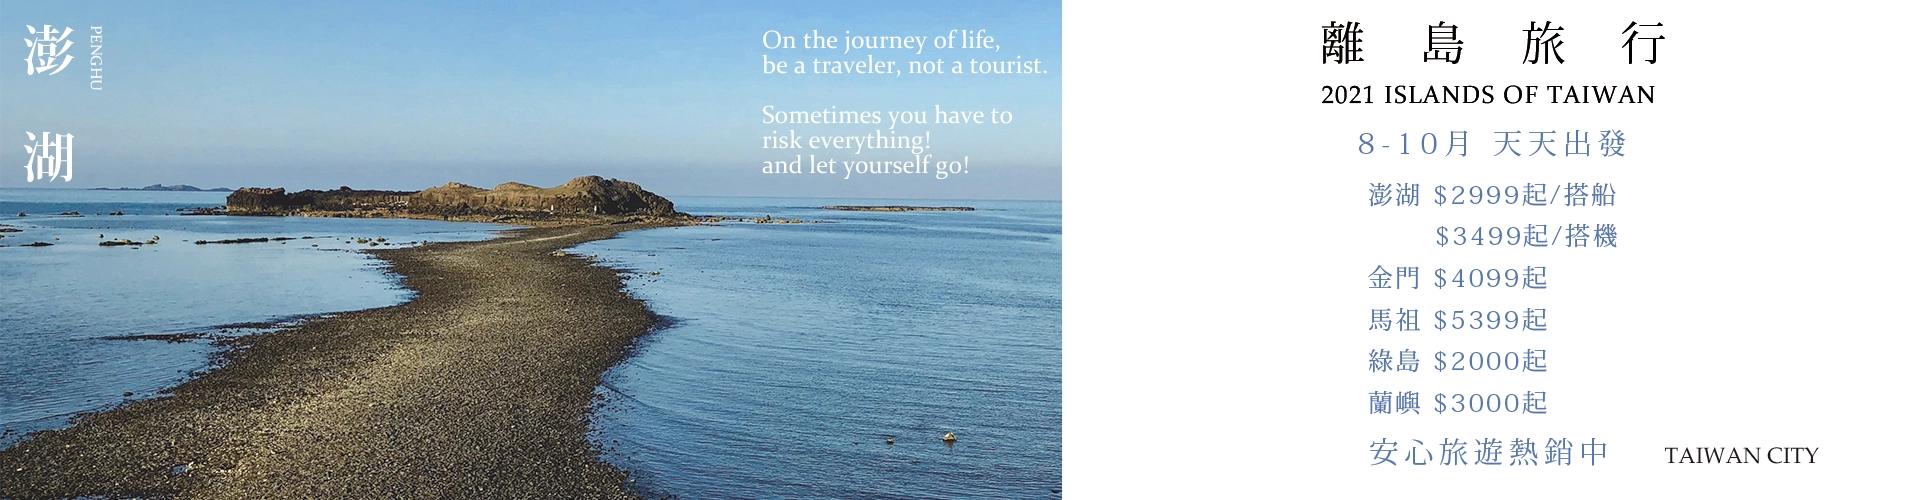 澎湖
PENGHU
On the journey of life,
be a traveler, not a tourist.
Sometimes you have to
risk everything!
and let yourself go!
離島旅行
2021 ISLANDS OF TAIWAN
8-10月 天天出發
澎湖 $2999起/搭船
$3499起/搭機
金門 $4099起
馬祖 $5399起
綠島 $2000起
蘭嶼 $3000起
安心旅遊熱銷中
TAIWAN CITY